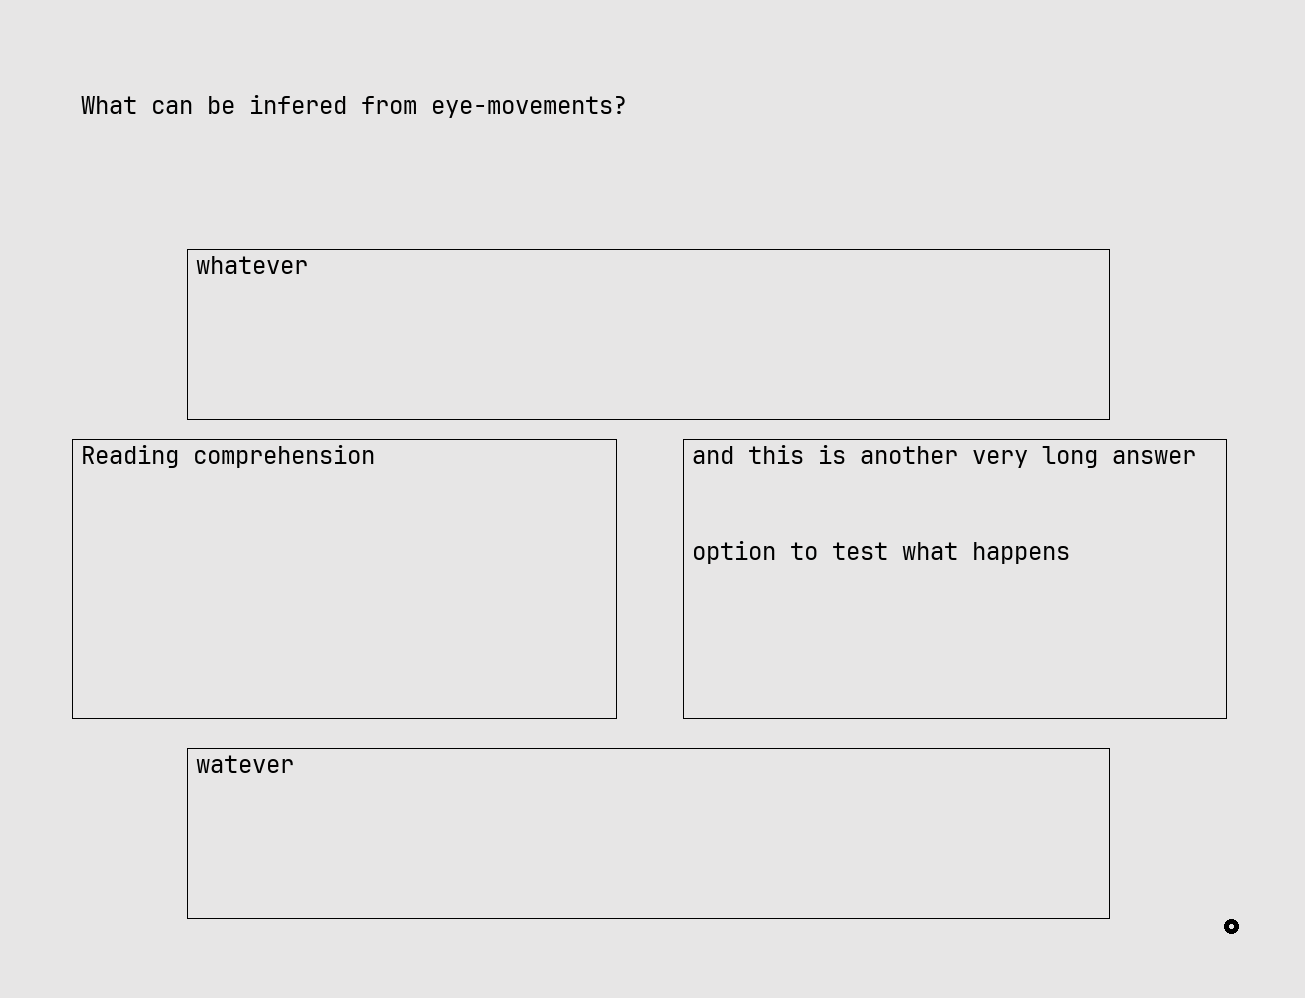 What can be infered from eye-movements?
whatever
Reading comprehension
and this is another very long answer
option to test what happens
watever